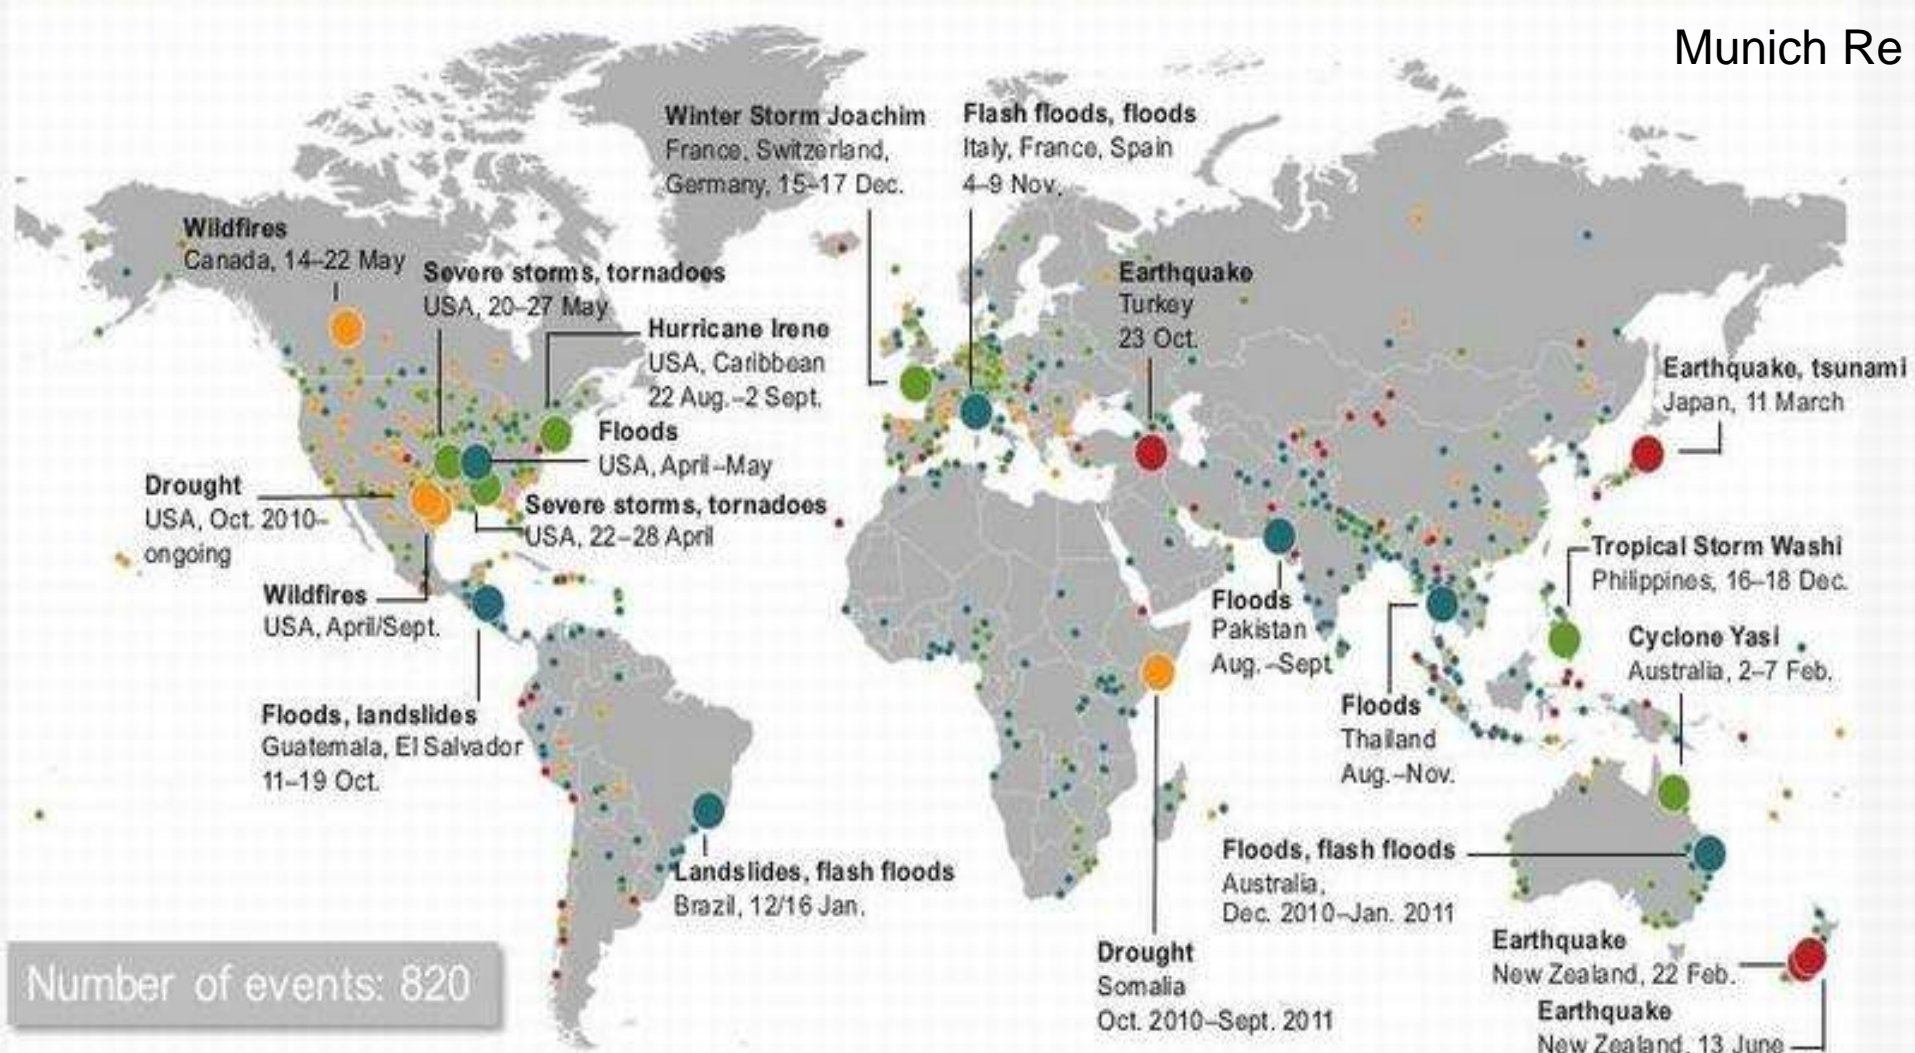 Munich Re
Winter Storm Joachim
France, Switzerland,
Germany, 15–17 Dec.
Flash floods, floods
Italy, France, Spain
4–9 Nov.
Wildfires
Canada, 14–22 May
Severe storms, tornadoes
USA, 20–27 May
Hurricane Irene
USA, Caribbean
22 Aug.–2 Sept.
Earthquake
Turkey
23 Oct.
Earthquake, tsunami
Japan, 11 March
Floods
USA, April–May
Drought
USA, Oct. 2010–
ongoing
Severe storms, tornadoes
USA, 22–28 April
Wildfires
USA, April/Sept.
Tropical Storm Washi
Philippines, 16–18 Dec.
Floods
Pakistan
Aug.–Sept
Cyclone Yasi
Australia, 2–7 Feb.
Floods, landslides
Guatemala, El Salvador
11–19 Oct.
Floods
Thailand
Aug.–Nov.
Landslides, flash floods
Brazil, 12/16 Jan.
Floods, flash floods
Australia,
Dec. 2010–Jan. 2011
Drought
Somalia
Oct. 2010–Sept. 2011
Earthquake
New Zealand, 22 Feb.
Earthquake
New Zealand, 13 June
Number of events: 820